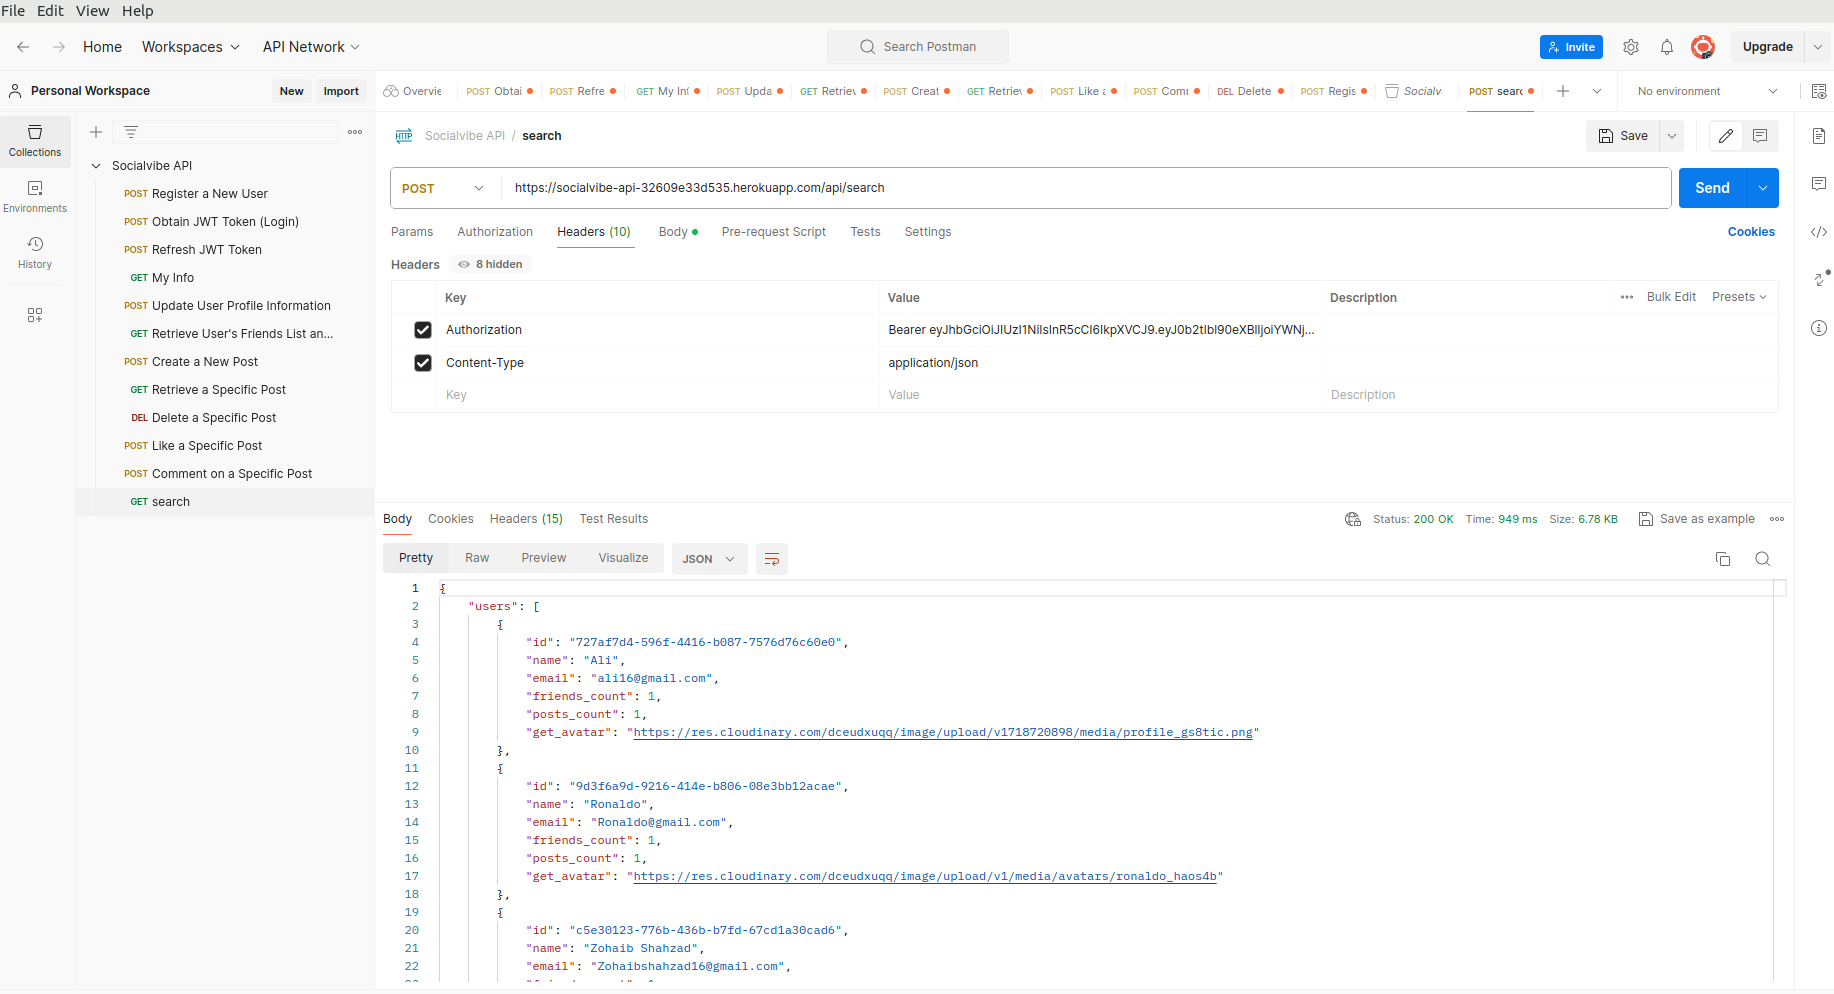 File Edit View Help
Home Workspaces API Network Search Postman Invite Upgrade
Personal Workspace New Import
Overvie POST Obtai POST Refre GET My Inf POST Upda GET Retriev POST Creat GET Retriev POST Like a POST Comm DEL Delete POST Regis Socialv POST searc No environment
Collections
Environments
History
Socialvibe API
POST Register a New User
POST Obtain JWT Token (Login)
POST Refresh JWT Token
GET My Info
POST Update User Profile Information
GET Retrieve User's Friends List an...
POST Create a New Post
GET Retrieve a Specific Post
DEL Delete a Specific Post
POST Like a Specific Post
POST Comment on a Specific Post
GET search
HTTP Socialvibe API / search Save
POST https://socialvibe-api-32609e33d535.herokuapp.com/api/search Send
Params Authorization Headers (10) Body Pre-request Script Tests Settings Cookies
Headers 8 hidden
Key Value Description Bulk Edit Presets
Authorization Bearer eyJhbGciOiJIUzI1NiIsInR5cCI6IkpXVCJ9.eyJ0b2tlbl90eXBlIjoiYWNj...
Content-Type application/json
Key Value Description
Body Cookies Headers (15) Test Results Status: 200 OK Time: 949 ms Size: 6.78 KB Save as example
Pretty Raw Preview Visualize JSON
1 {
2 "users": [
3 {
4 "id": "727af7d4-596f-4416-b087-7576d76c60e0",
5 "name": "Ali",
6 "email": "ali16@gmail.com",
7 "friends_count": 1,
8 "posts_count": 1,
9 "get_avatar": "https://res.cloudinary.com/dceudxuqq/image/upload/v1718720898/media/profile_gs8tic.png"
10 },
11 {
12 "id": "9d3f6a9d-9216-414e-b806-08e3bb12acae",
13 "name": "Ronaldo",
14 "email": "Ronaldo@gmail.com",
15 "friends_count": 1,
16 "posts_count": 1,
17 "get_avatar": "https://res.cloudinary.com/dceudxuqq/image/upload/v1/media/avatars/ronaldo_haos4b"
18 },
19 {
20 "id": "c5e30123-776b-436b-b7fd-67cd1a30cad6",
21 "name": "Zohaib Shahzad",
22 "email": "Zohaibshahzad16@gmail.com",